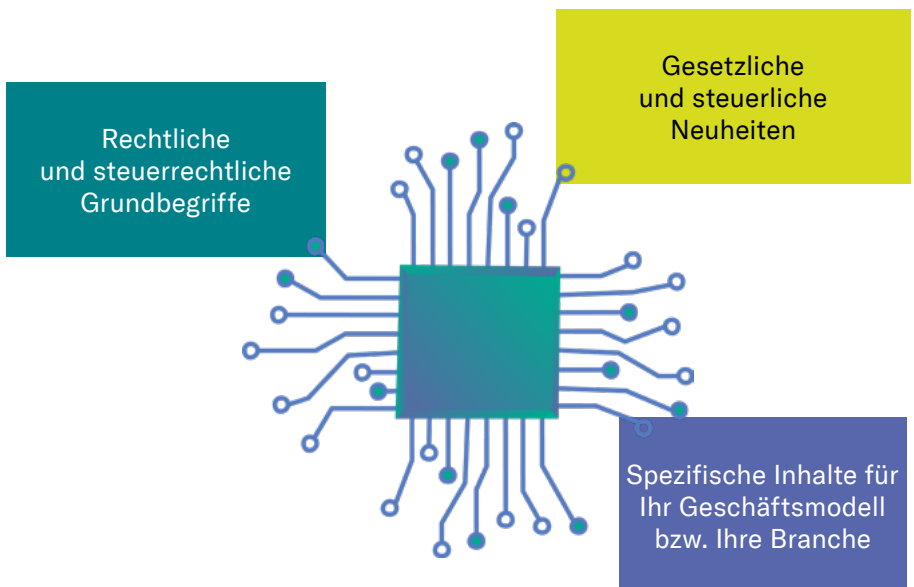 Rechtliche
und steuerrechtliche
Grundbegriffe
Gesetzliche
und steuerliche
Neuheiten
Spezifische Inhalte für
Ihr Geschäftsmodell
bzw. Ihre Branche